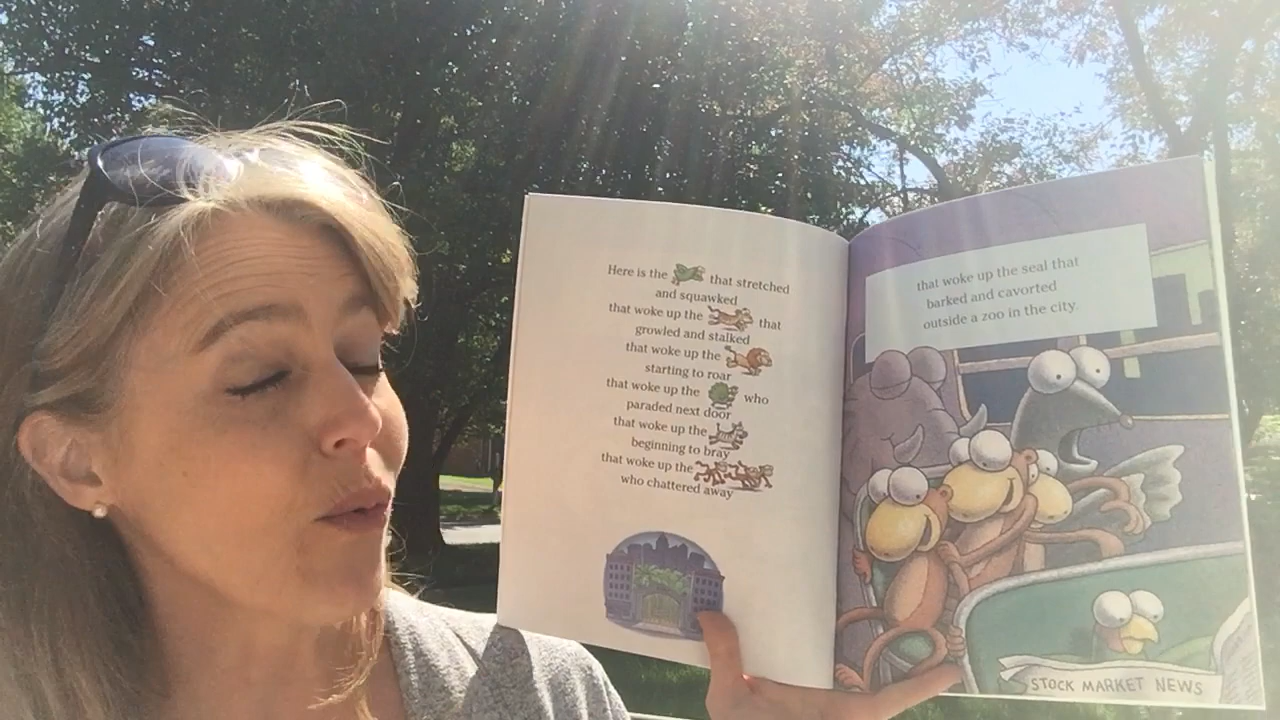 Here is the that stretched
and squawked
that woke up the that
growled and stalked
that woke up the
starting to roar
that woke up the who
paraded next door
that woke up the
beginning to bray
that woke up the
who chattered away
that woke up the seal that
barked and cavorted
outside a zoo in the city.
STOCK MARKET NEWS